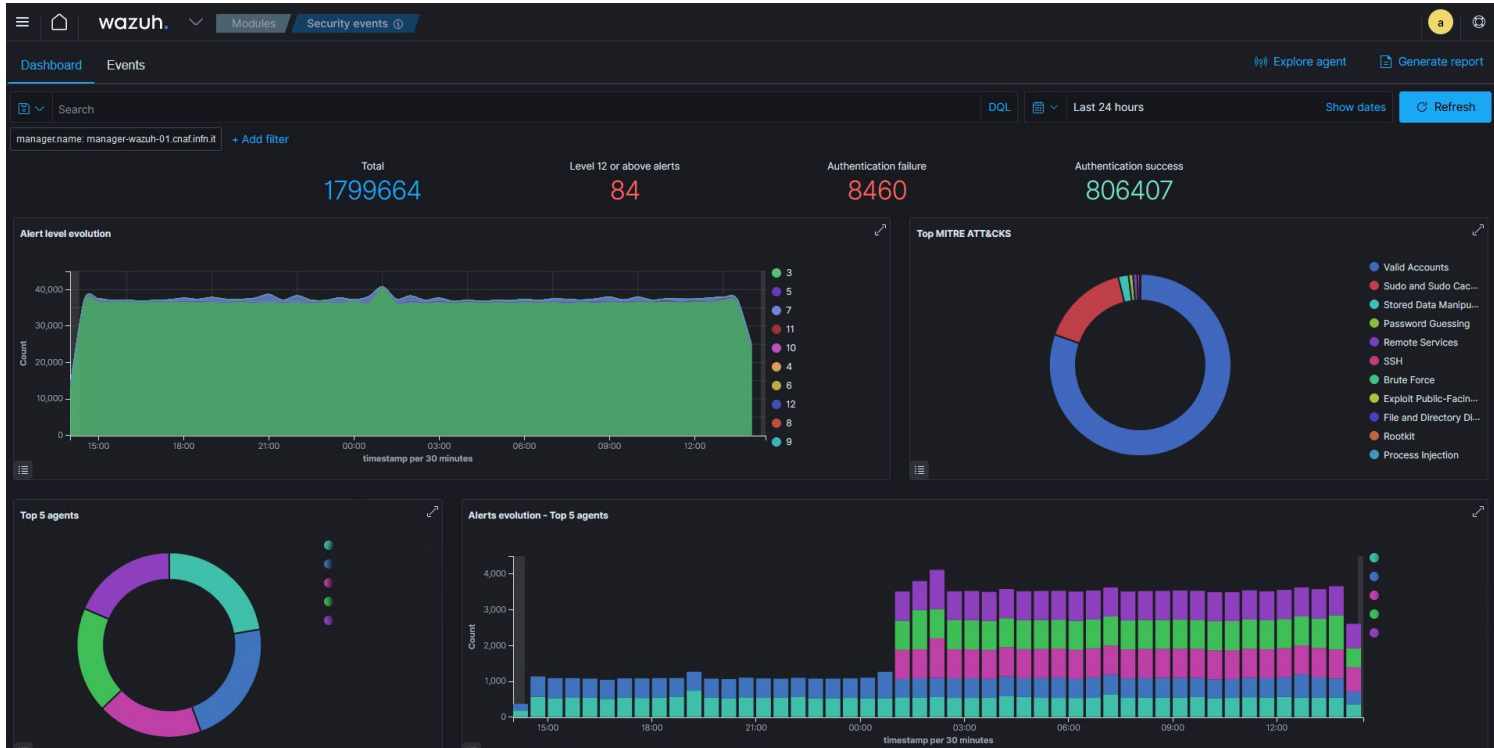 wazuh.
Modules
Security events
a
Dashboard
Events
Explore agent
Generate report
Search
DQL
Last 24 hours
Show dates
Refresh
manager.name: manager-wazuh-01.cnaf.infn.it
+ Add filter
Total
1799664
Level 12 or above alerts
84
Authentication failure
8460
Authentication success
806407
Alert level evolution
40,000
30,000
20,000
10,000
0
Count
15:00
18:00
21:00
00:00
03:00
06:00
09:00
12:00
timestamp per 30 minutes
3
5
7
11
10
4
6
12
8
9
Top MITRE ATT&CKS
Valid Accounts
Sudo and Sudo Cac...
Stored Data Manipu...
Password Guessing
Remote Services
SSH
Brute Force
Exploit Public-Facin...
File and Directory Di...
Rootkit
Process Injection
Top 5 agents
Alerts evolution - Top 5 agents
4,000
3,000
2,000
1,000
0
Count
15:00
18:00
21:00
00:00
03:00
06:00
09:00
12:00
timestamp per 30 minutes